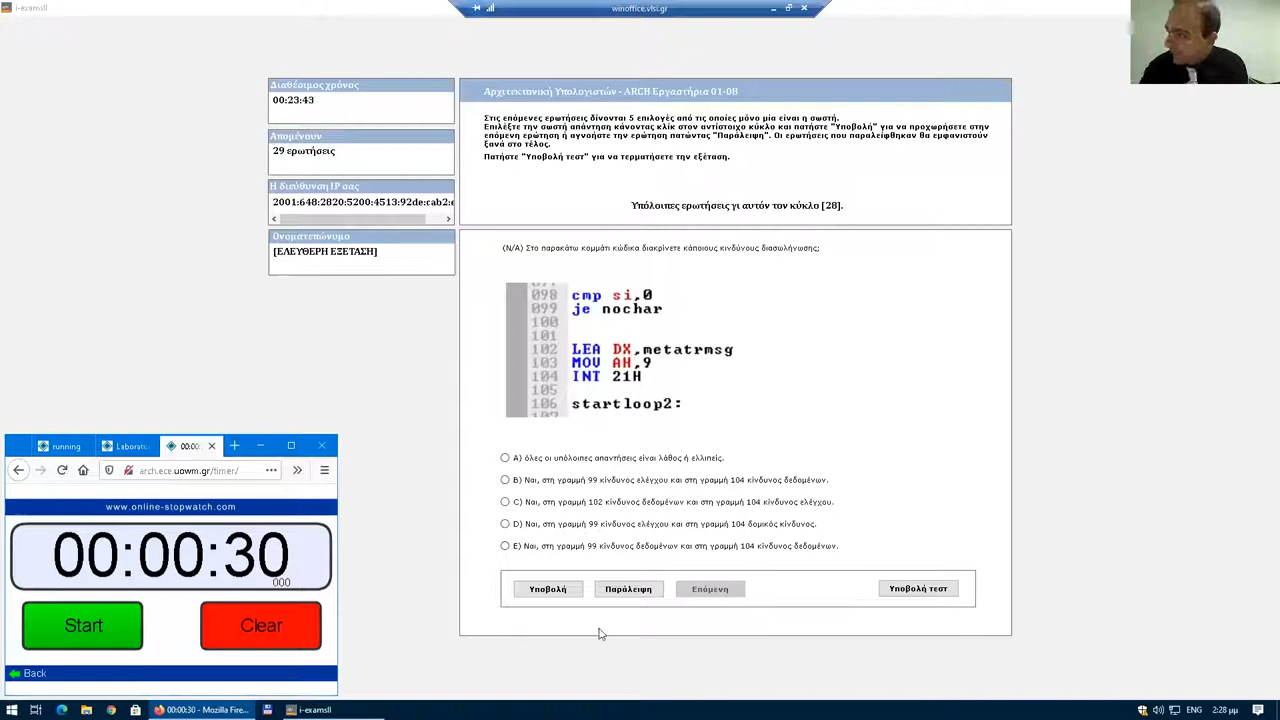 i-examsII
winoffice.vlsi.gr
Διαθέσιμος χρόνος
00:23:43
Απομένουν
29 ερωτήσεις
Η διεύθυνση IP σας
2001:648:2820:5200:4513:92de:cab2:
Ονοματεπώνυμο
[ΕΛΕΥΘΕΡΗ ΕΞΕΤΑΣΗ]
Αρχιτεκτονική Υπολογιστών - ARCH Εργαστήρια 01-08
Στις επόμενες ερωτήσεις δίνονται 5 επιλογές από τις οποίες μόνο μία είναι η σωστή.
Επιλέξτε την σωστή απάντηση κάνοντας κλίκ στον αντίστοιχο κύκλο και πατήστε "Υποβολή" για να προχωρήσετε στην
επόμενη ερώτηση ή αγνοήστε την ερώτηση πατώντας "Παράλειψη". Οι ερωτήσεις που παραλείφθηκαν θα εμφανιστούν
ξανά στο τέλος.
Πατήστε "Υποβολή τεστ" για να τερματήσετε την εξέταση.
Υπόλοιπες ερωτήσεις γι αυτόν τον κύκλο [28].
(N/A) Στο παρακάτω κομμάτι κώδικα διακρίνετε κάποιους κινδύνους διασωλήνωσης;
098 cmp si,0
099 je nochar
100
101
102 LEA DX,metatrmsg
103 MOV AH,9
104 INT 21H
105
106 startloop2:
A) όλες οι υπόλοιπες απαντήσεις είναι λάθος ή ελλιπείς.
B) Ναι, στη γραμμή 99 κίνδυνος ελέγχου και στη γραμμή 104 κίνδυνος δεδομένων.
C) Ναι, στη γραμμή 102 κίνδυνος δεδομένων και στη γραμμή 104 κίνδυνος ελέγχου.
D) Ναι, στη γραμμή 99 κίνδυνος ελέγχου και στη γραμμή 104 δομικός κίνδυνος.
E) Ναι, στη γραμμή 99 κίνδυνος δεδομένων και στη γραμμή 104 κίνδυνος δεδομένων.
Υποβολή Παράλειψη Επόμενη Υποβολή τεστ
running Laborato 00:00:
arch.ece.uowm.gr/timer/
www.online-stopwatch.com
00:00:30
000
Start Clear
Back
00:00:30 - Mozilla Fire... i-examsII ENG 2:28 μμ